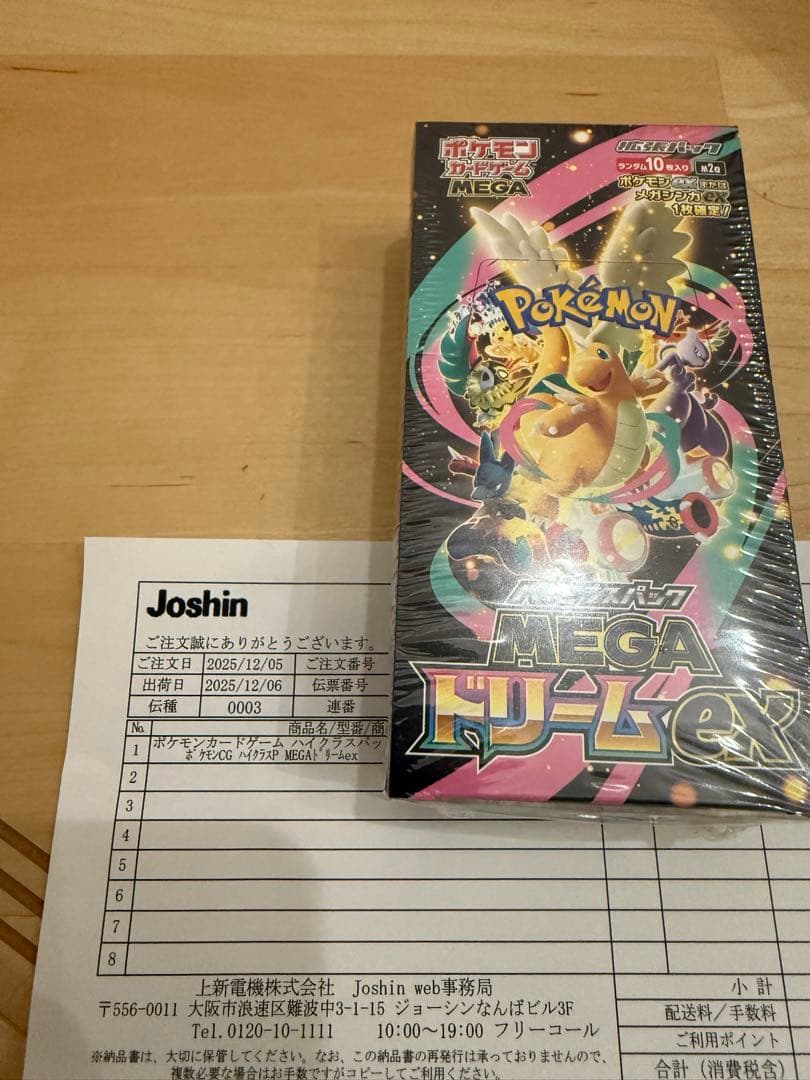 ポケモン
カードゲーム
MEGA
拡張パック
ランダム10枚入り
ポケモンexまたは
メガシンカex
1枚確定!!
POKéMON
ハイクラスパック
MEGA
ドリームex
Joshin
ご注文誠にありがとうございます。
ご注文日 2025/12/05 ご注文番号
出荷日 2025/12/06 伝票番号
伝種 0003 連番
No. 商品名/型番/商
1 ポケモンカードゲーム ハイクラスパッ
ポケモンCG ハイクラスP MEGAドリームex
2
3
4
5
6
7
8
上新電機株式会社 Joshin web事務局
〒556-0011 大阪市浪速区難波中3-1-15 ジョーシンなんばビル3F
Tel.0120-10-1111 10:00～19:00 フリーコール
※納品書は、大切に保管してください。なお、この納品書の再発行は承っておりませんので、
複数必要な場合はお手数ですがコピーしてご利用ください。
小計
配送料／手数料
ご利用ポイント
合計（消費税含）